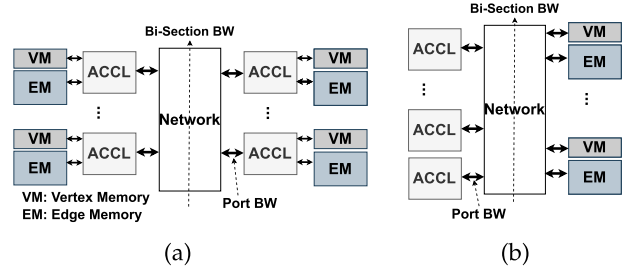 Bi-Section BW
VM
EM
ACCL
ACCL
VM
EM
...
Network
...
VM
EM
ACCL
ACCL
VM
EM
VM: Vertex Memory
EM: Edge Memory
Port BW
(a)
Bi-Section BW
ACCL
VM
EM
...
Network
...
ACCL
VM
ACCL
EM
Port BW
(b)